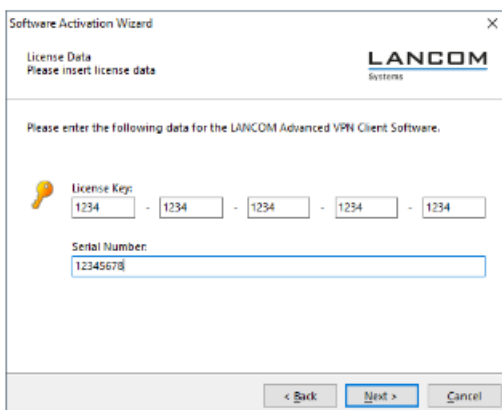 Software Activation Wizard
License Data
Please insert license data
LANCOM
Systems
Please enter the following data for the LANCOM Advanced VPN Client Software.
License Key:
1234 - 1234 - 1234 - 1234 - 1234
Serial Number:
12345678
< Back Next > Cancel